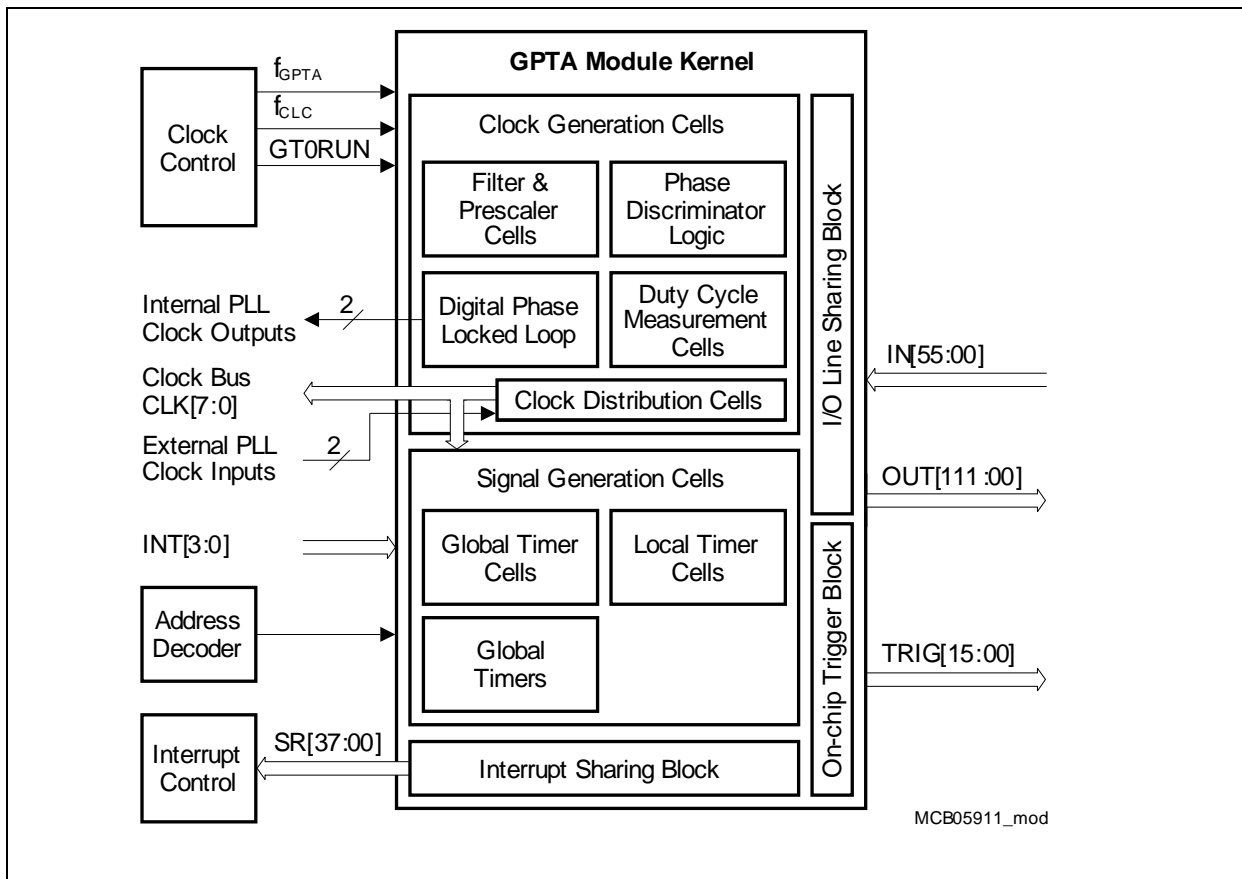 GPTA Module Kernel
fGPTA
fCLC
GT0RUN
Clock
Control
Clock Generation Cells
Filter &
Prescaler
Cells
Phase
Discriminator
Logic
Internal PLL
Clock Outputs
2
Digital Phase
Locked Loop
Duty Cycle
Measurement
Cells
Clock Bus
CLK[7:0]
Clock Distribution Cells
External PLL
Clock Inputs
2
I/O Line Sharing Block
IN[55:00]
OUT[111:00]
Signal Generation Cells
INT[3:0]
Global Timer
Cells
Local Timer
Cells
Address
Decoder
Global
Timers
On-chip Trigger Block
TRIG[15:00]
Interrupt
Control
SR[37:00]
Interrupt Sharing Block
MCB05911_mod